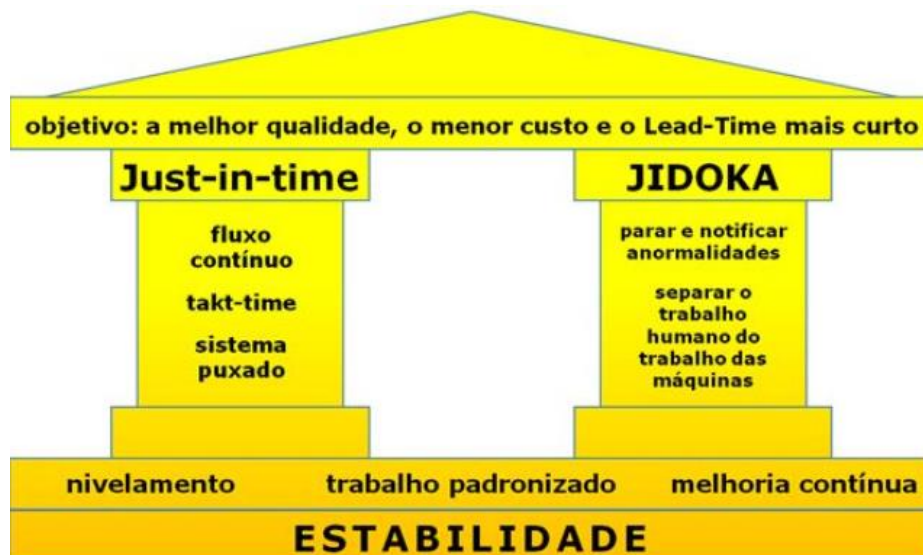 objetivo: a melhor qualidade, o menor custo e o Lead-Time mais curto
Just-in-time
fluxo
contínuo
takt-time
sistema
puxado
JIDOKA
parar e notificar
anormalidades
separar o
trabalho
humano do
trabalho das
máquinas
nivelamento trabalho padronizado melhoria contínua
ESTABILIDADE